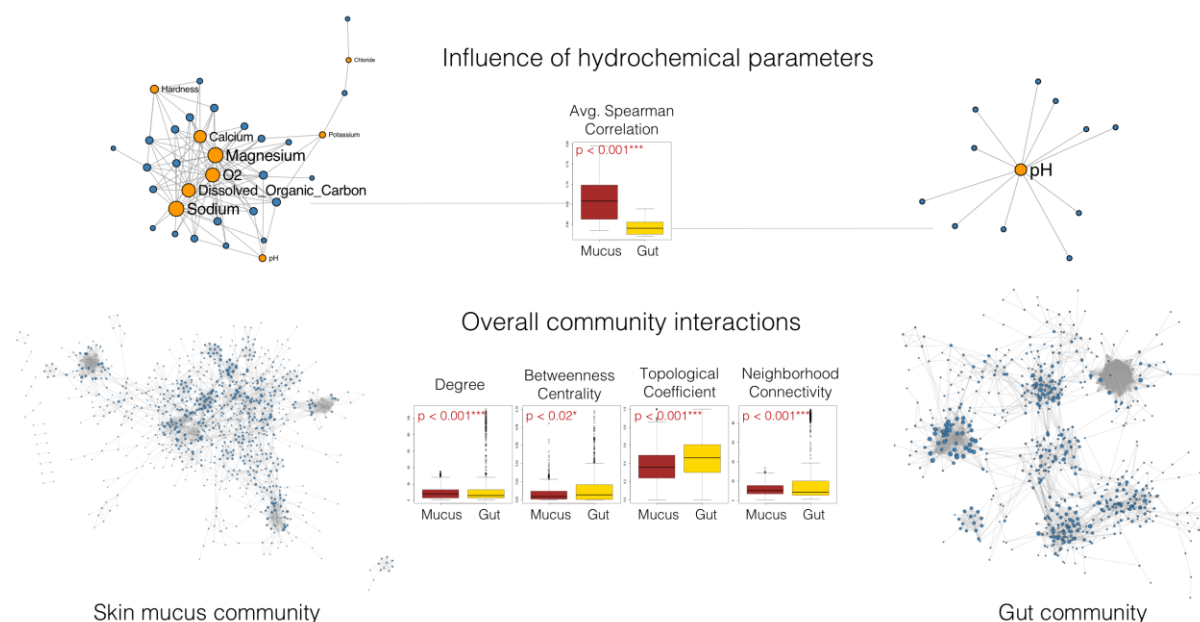 Influence of hydrochemical parameters
Chloride
Hardness
Potassium
Calcium
Magnesium
O2
Dissolved_Organic_Carbon
Sodium
pH
Avg. Spearman
Correlation
p < 0.001***
Mucus Gut
pH
Overall community interactions
Degree
p < 0.001***
Mucus Gut
Betweenness
Centrality
p < 0.02*
Mucus Gut
Topological
Coefficient
p < 0.001***
Mucus Gut
Neighborhood
Connectivity
p < 0.001***
Mucus Gut
Skin mucus community
Gut community